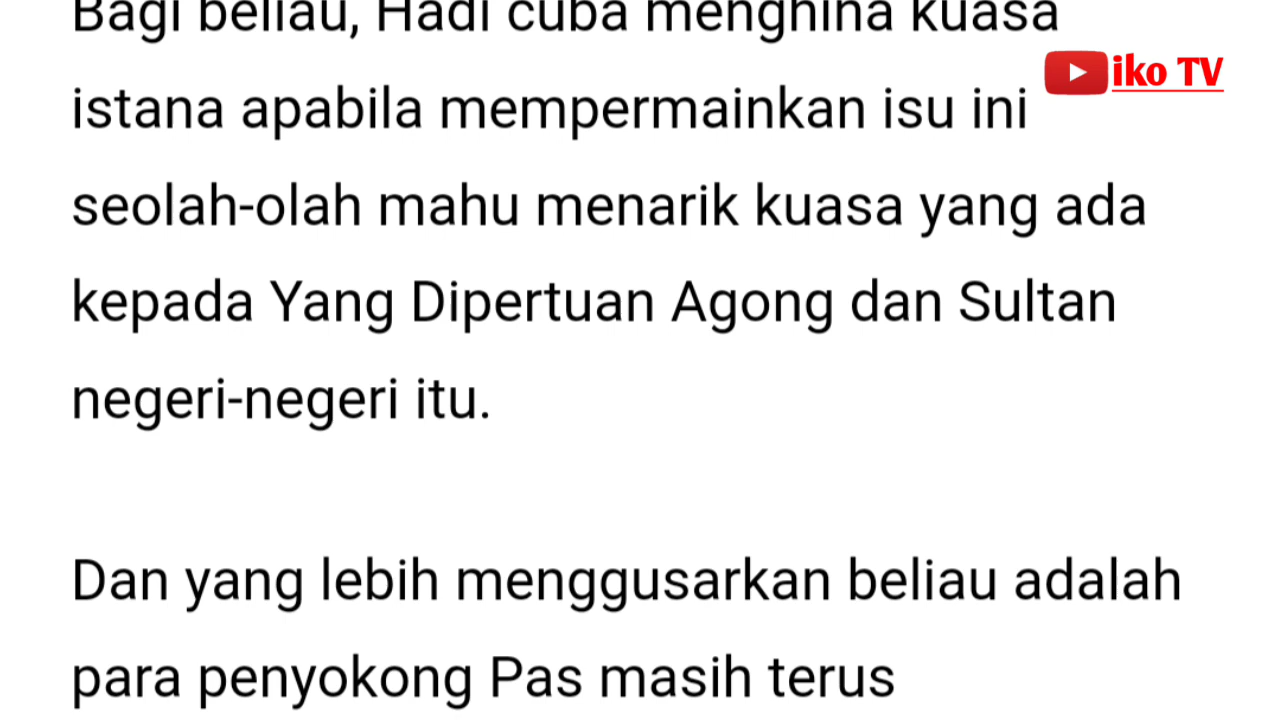 Bagi beliau, Hadi cuba menghina kuasa
iko TV
istana apabila mempermainkan isu ini
seolah-olah mahu menarik kuasa yang ada
kepada Yang Dipertuan Agong dan Sultan
negeri-negeri itu.
Dan yang lebih menggusarkan beliau adalah
para penyokong Pas masih terus